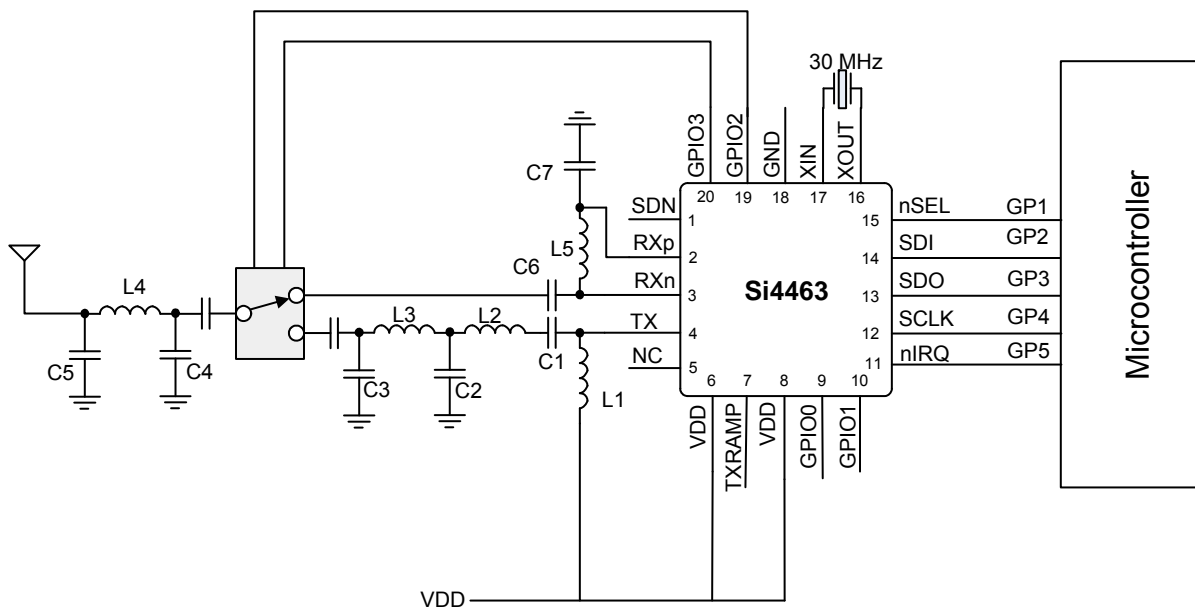 30 MHz
GPIO3
GPIO2
GND
XIN
XOUT
20
19
18
17
16
C7
SDN
1
RXp
2
L5
C6
RXn
3
TX
4
NC
5
Si4463
nSEL
15
GP1
SDI
14
GP2
SDO
13
GP3
SCLK
12
GP4
nIRQ
11
GP5
Microcontroller
L4
L3
L2
C5
C4
C3
C2
C1
L1
6
7
8
9
10
VDD
TXRAMP
VDD
GPIO0
GPIO1
VDD